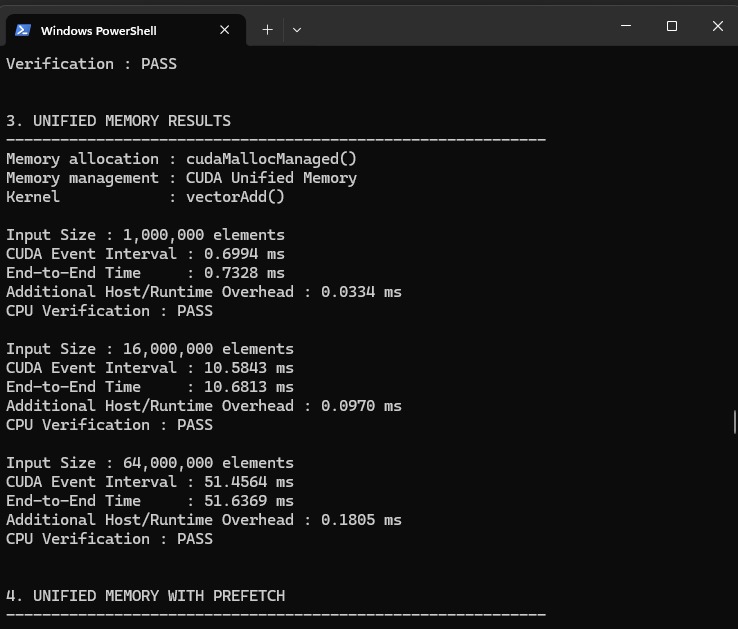 Windows PowerShell
Verification : PASS
3. UNIFIED MEMORY RESULTS
------------------------------------------------------------
Memory allocation : cudaMallocManaged()
Memory management : CUDA Unified Memory
Kernel            : vectorAdd()
Input Size : 1,000,000 elements
CUDA Event Interval : 0.6994 ms
End-to-End Time     : 0.7328 ms
Additional Host/Runtime Overhead : 0.0334 ms
CPU Verification : PASS
Input Size : 16,000,000 elements
CUDA Event Interval : 10.5843 ms
End-to-End Time     : 10.6813 ms
Additional Host/Runtime Overhead : 0.0970 ms
CPU Verification : PASS
Input Size : 64,000,000 elements
CUDA Event Interval : 51.4564 ms
End-to-End Time     : 51.6369 ms
Additional Host/Runtime Overhead : 0.1805 ms
CPU Verification : PASS
4. UNIFIED MEMORY WITH PREFETCH
------------------------------------------------------------